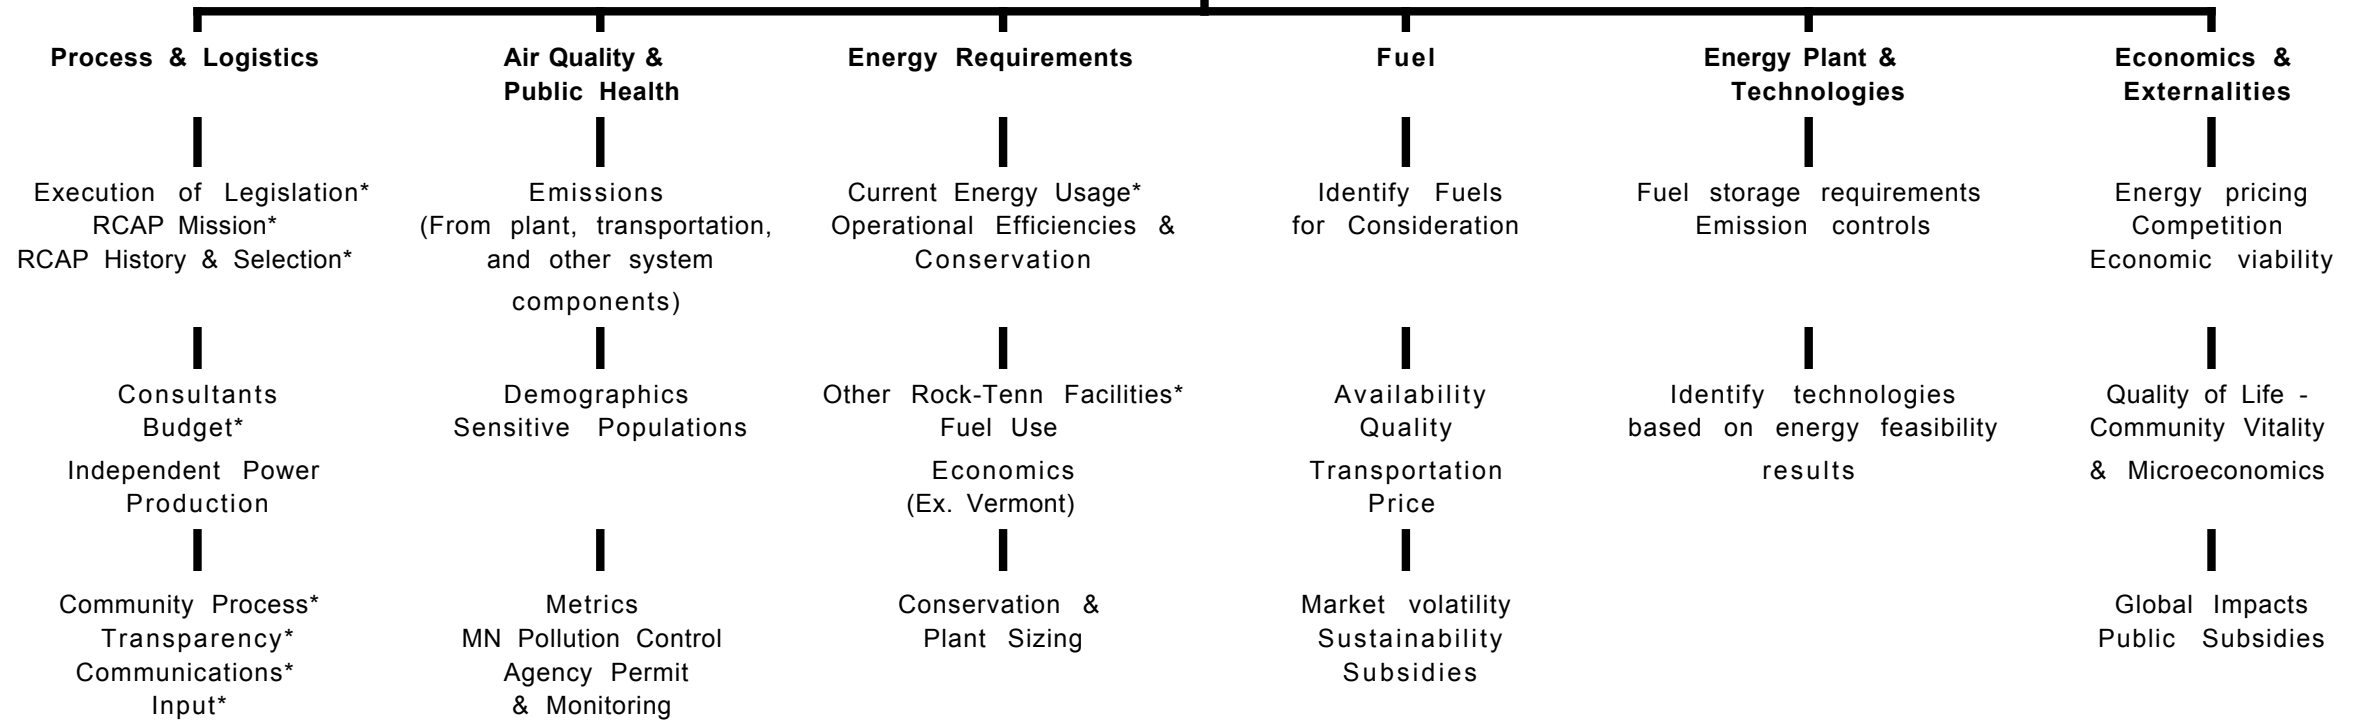 Process & Logistics
Execution of Legislation*
RCAP Mission*
RCAP History & Selection*
Consultants
Budget*
Independent Power
Production
Community Process*
Transparency*
Communications*
Input*
Air Quality &
Public Health
Emissions
(From plant, transportation,
and other system
components)
Demographics
Sensitive Populations
Metrics
MN Pollution Control
Agency Permit
& Monitoring
Energy Requirements
Current Energy Usage*
Operational Efficiencies &
Conservation
Other Rock-Tenn Facilities*
Fuel Use
Economics
(Ex. Vermont)
Conservation &
Plant Sizing
Fuel
Identify Fuels
for Consideration
Availability
Quality
Transportation
Price
Market volatility
Sustainability
Subsidies
Energy Plant &
Technologies
Fuel storage requirements
Emission controls
Identify technologies
based on energy feasibility
results
Economics &
Externalities
Energy pricing
Competition
Economic viability
Quality of Life -
Community Vitality
& Microeconomics
Global Impacts
Public Subsidies